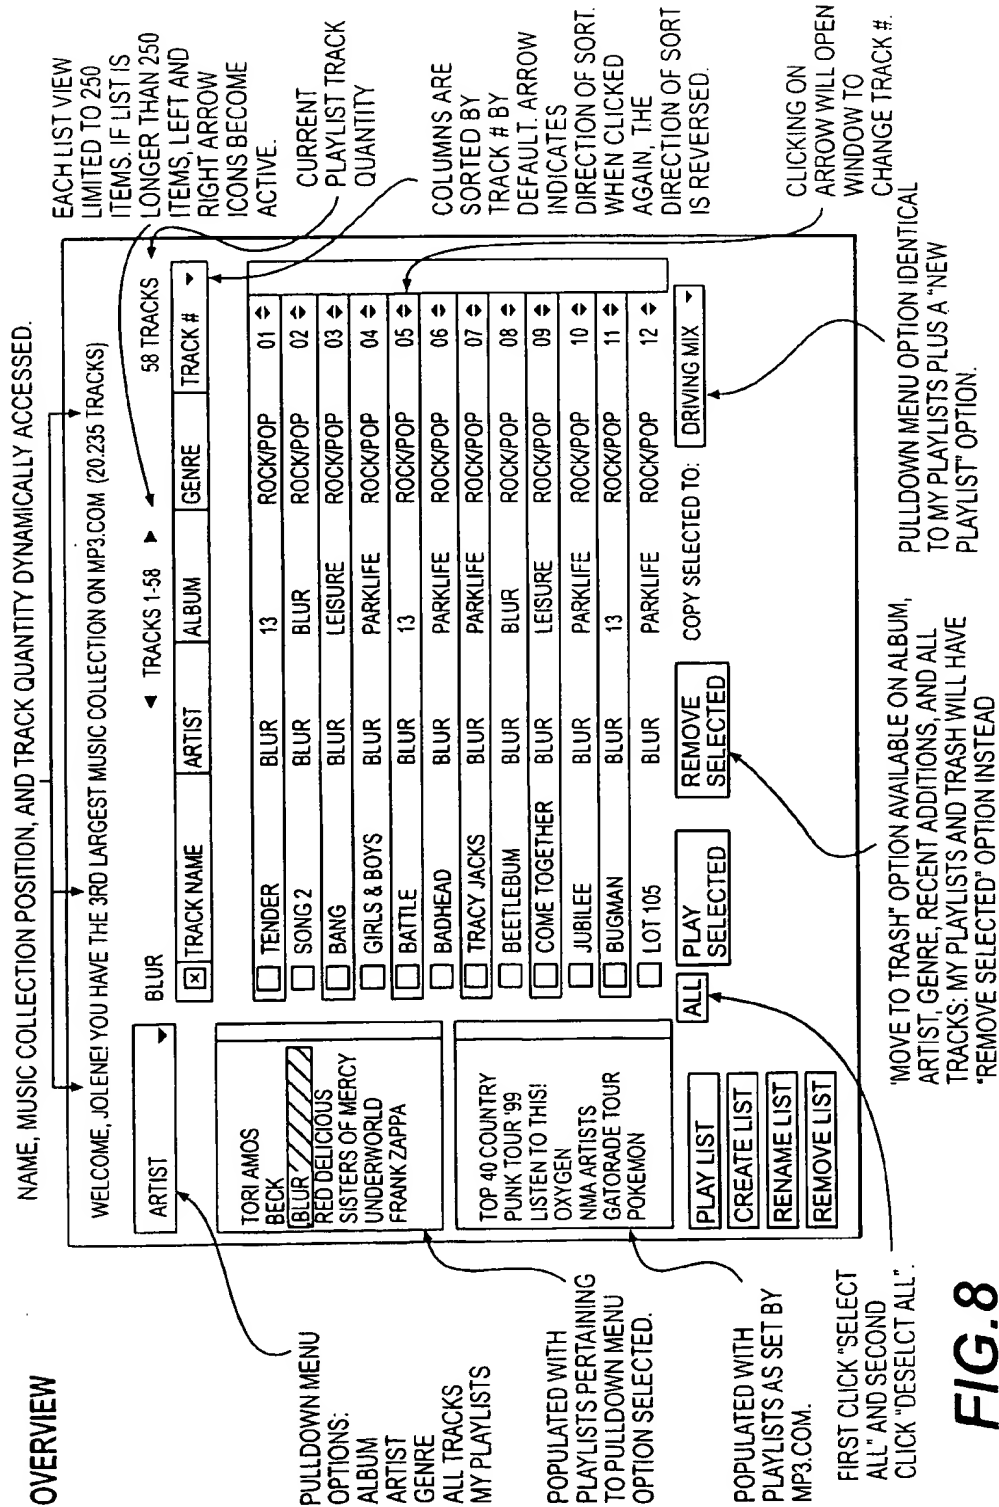 OVERVIEW
NAME, MUSIC COLLECTION POSITION, AND TRACK QUANTITY DYNAMICALLY ACCESSED.
WELCOME, JOLENE! YOU HAVE THE 3RD LARGEST MUSIC COLLECTION ON MP3.COM (20.235 TRACKS)
ARTIST
BLUR
TRACKS 1-58
58 TRACKS
TRACK NAME ARTIST ALBUM GENRE TRACK #
TENDER BLUR 13 ROCK/POP 01
SONG 2 BLUR BLUR ROCK/POP 02
BANG BLUR LEISURE ROCK/POP 03
GIRLS & BOYS BLUR PARKLIFE ROCK/POP 04
BATTLE BLUR 13 ROCK/POP 05
BADHEAD BLUR PARKLIFE ROCK/POP 06
TRACY JACKS BLUR PARKLIFE ROCK/POP 07
BEETLEBUM BLUR BLUR ROCK/POP 08
COME TOGETHER BLUR LEISURE ROCK/POP 09
JUBILEE BLUR PARKLIFE ROCK/POP 10
BUGMAN BLUR 13 ROCK/POP 11
LOT 105 BLUR PARKLIFE ROCK/POP 12
TORI AMOS
BECK
BLUR
RED DELICIOUS
SISTERS OF MERCY
UNDERWORLD
FRANK ZAPPA
TOP 40 COUNTRY
PUNK TOUR '99
LISTEN TO THIS!
OXYGEN
NMA ARTISTS
GATORADE TOUR
POKEMON
PLAY LIST
CREATE LIST
RENAME LIST
REMOVE LIST
ALL
PLAY
SELECTED
REMOVE
SELECTED
COPY SELECTED TO:
DRIVING MIX
EACH LIST VIEW
LIMITED TO 250
ITEMS. IF LIST IS
LONGER THAN 250
ITEMS, LEFT AND
RIGHT ARROW
ICONS BECOME
ACTIVE.
CURRENT
PLAYLIST TRACK
QUANTITY
COLUMNS ARE
SORTED BY
TRACK # BY
DEFAULT. ARROW
INDICATES
DIRECTION OF SORT.
WHEN CLICKED
AGAIN, THE
DIRECTION OF SORT
IS REVERSED.
CLICKING ON
ARROW WILL OPEN
WINDOW TO
CHANGE TRACK #.
PULLDOWN MENU
OPTIONS:
ALBUM
ARTIST
GENRE
ALL TRACKS
MY PLAYLISTS
POPULATED WITH
PLAYLISTS PERTAINING
TO PULLDOWN MENU
OPTION SELECTED.
POPULATED WITH
PLAYLISTS AS SET BY
MP3.COM.
FIRST CLICK "SELECT
ALL" AND SECOND
CLICK "DESELCT ALL".
'MOVE TO TRASH" OPTION AVAILABLE ON ALBUM,
ARTIST, GENRE, RECENT ADDITIONS, AND ALL
TRACKS: MY PLAYLISTS AND TRASH WILL HAVE
"REMOVE SELECTED" OPTION INSTEAD
PULLDOWN MENU OPTION IDENTICAL
TO MY PLAYLISTS PLUS A "NEW
PLAYLIST" OPTION.
FIG.8